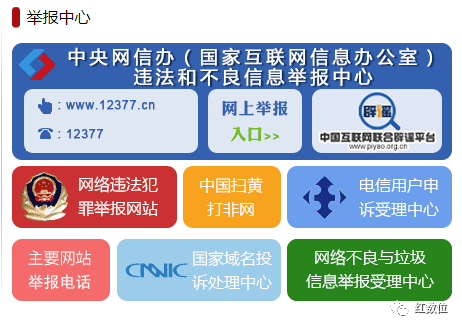 举报中心
中央网信办（国家互联网信息办公室）
违法和不良信息举报中心
: www.12377.cn
: 12377
网上举报
入口>>
辟谣
中国互联网联合辟谣平台
www.piyao.org.cn
网络违法犯
罪举报网站
中国扫黄
打非网
电信用户申
诉受理中心
主要网站
举报电话
CNNIC
国家域名投
诉处理中心
网络不良与垃圾
信息举报受理中心
红数位